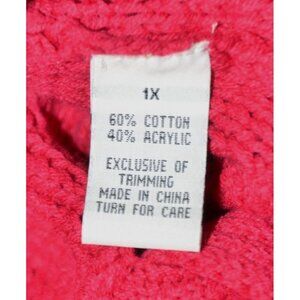 1X
60% COTTON
40% ACRYLIC
EXCLUSIVE OF
TRIMMING
MADE IN CHINA
TURN FOR CARE